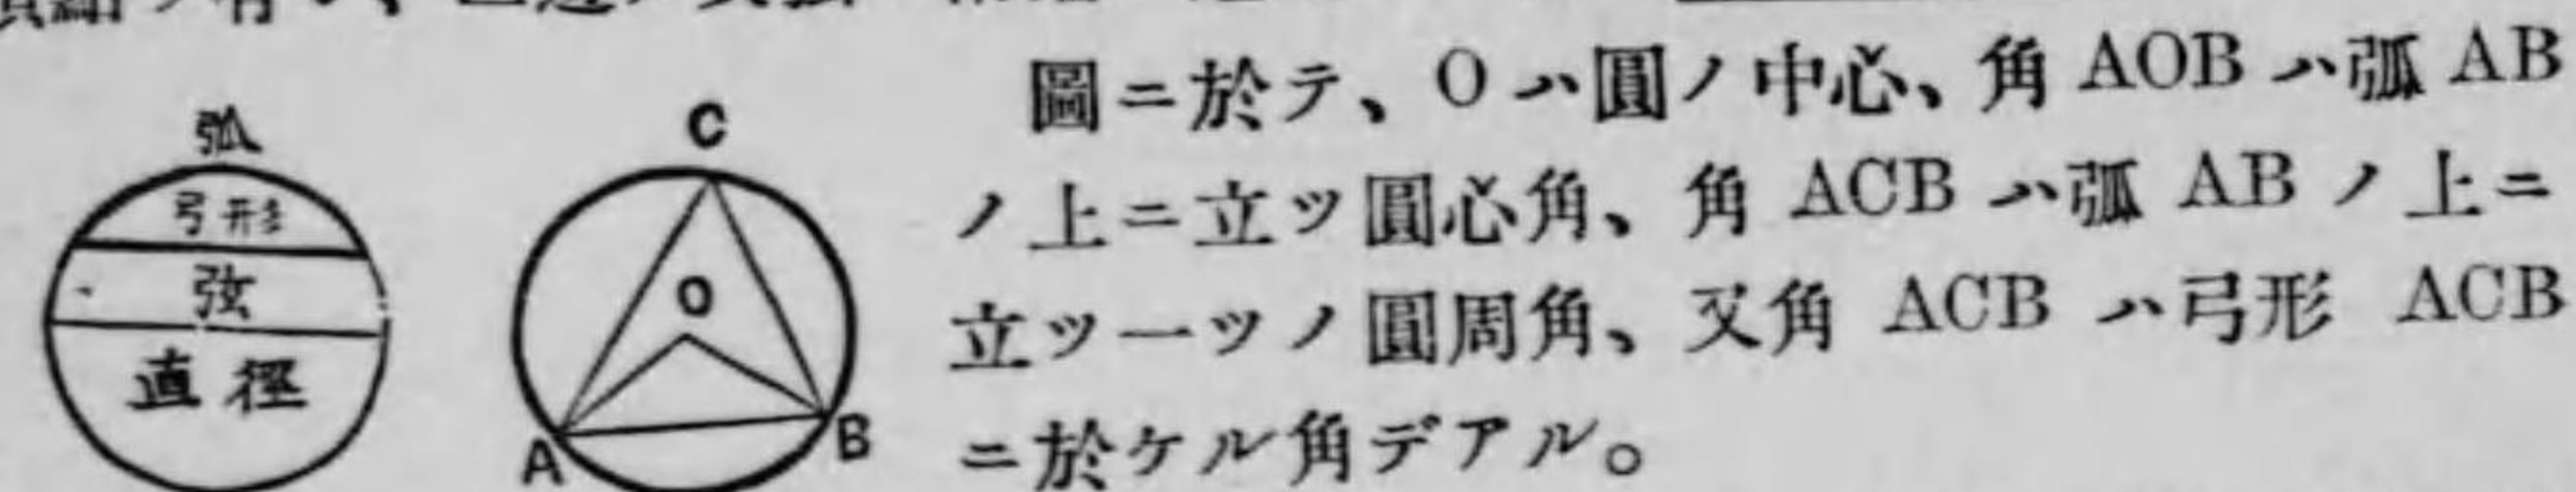 圖ニ於テ、Oハ圓ノ中心、角 AOB ハ弧 AB
ノ上ニ立ツ圓心角、角 ACB ハ弧 AB ノ上ニ
立ツ一ツノ圓周角、又角 ACB ハ弓形 ACB
ニ於ケル角デアル。
弧
弓形
弦
直徑
C
O
A
B